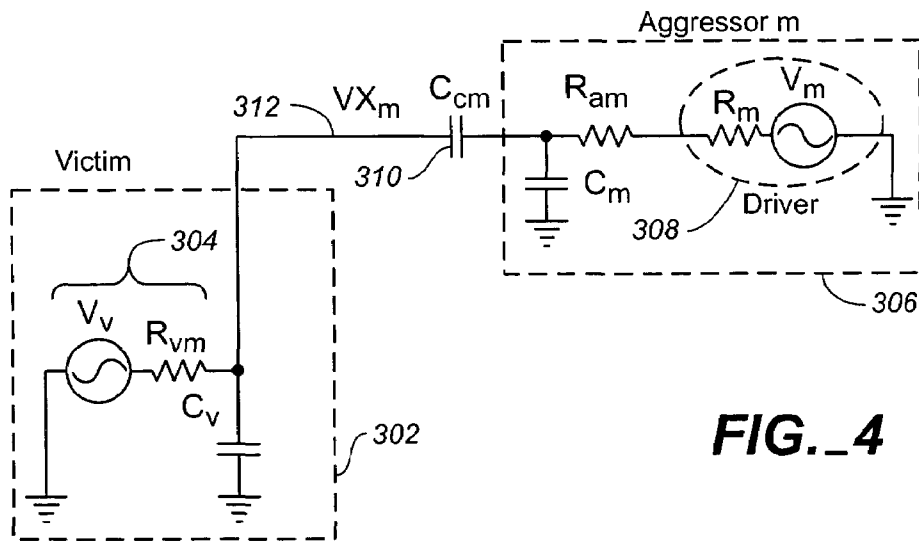 Aggressor m
312
VXm
Ccm
Ram
Rm
Vm
310
Victim
Cm
308
Driver
304
306
Vv
Rvm
Cv
302
FIG._4